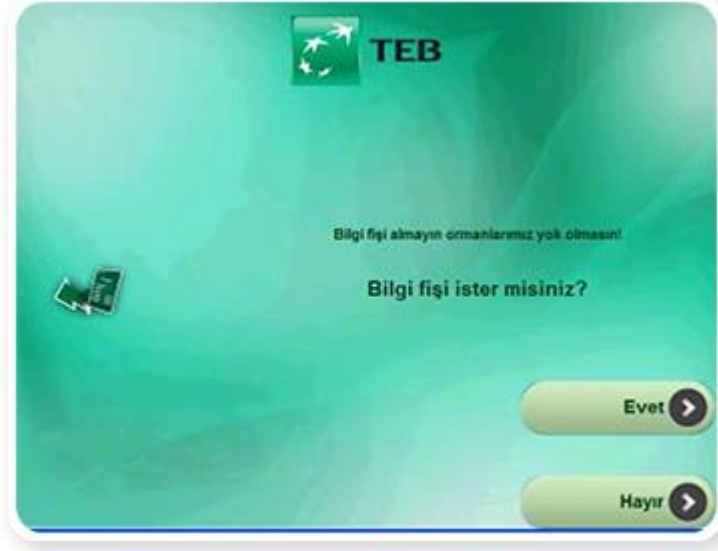 TEB
Bilgi fişi almayın ormanlarımız yok olmasın!
Bilgi fişi ister misiniz?
Evet
Hayır